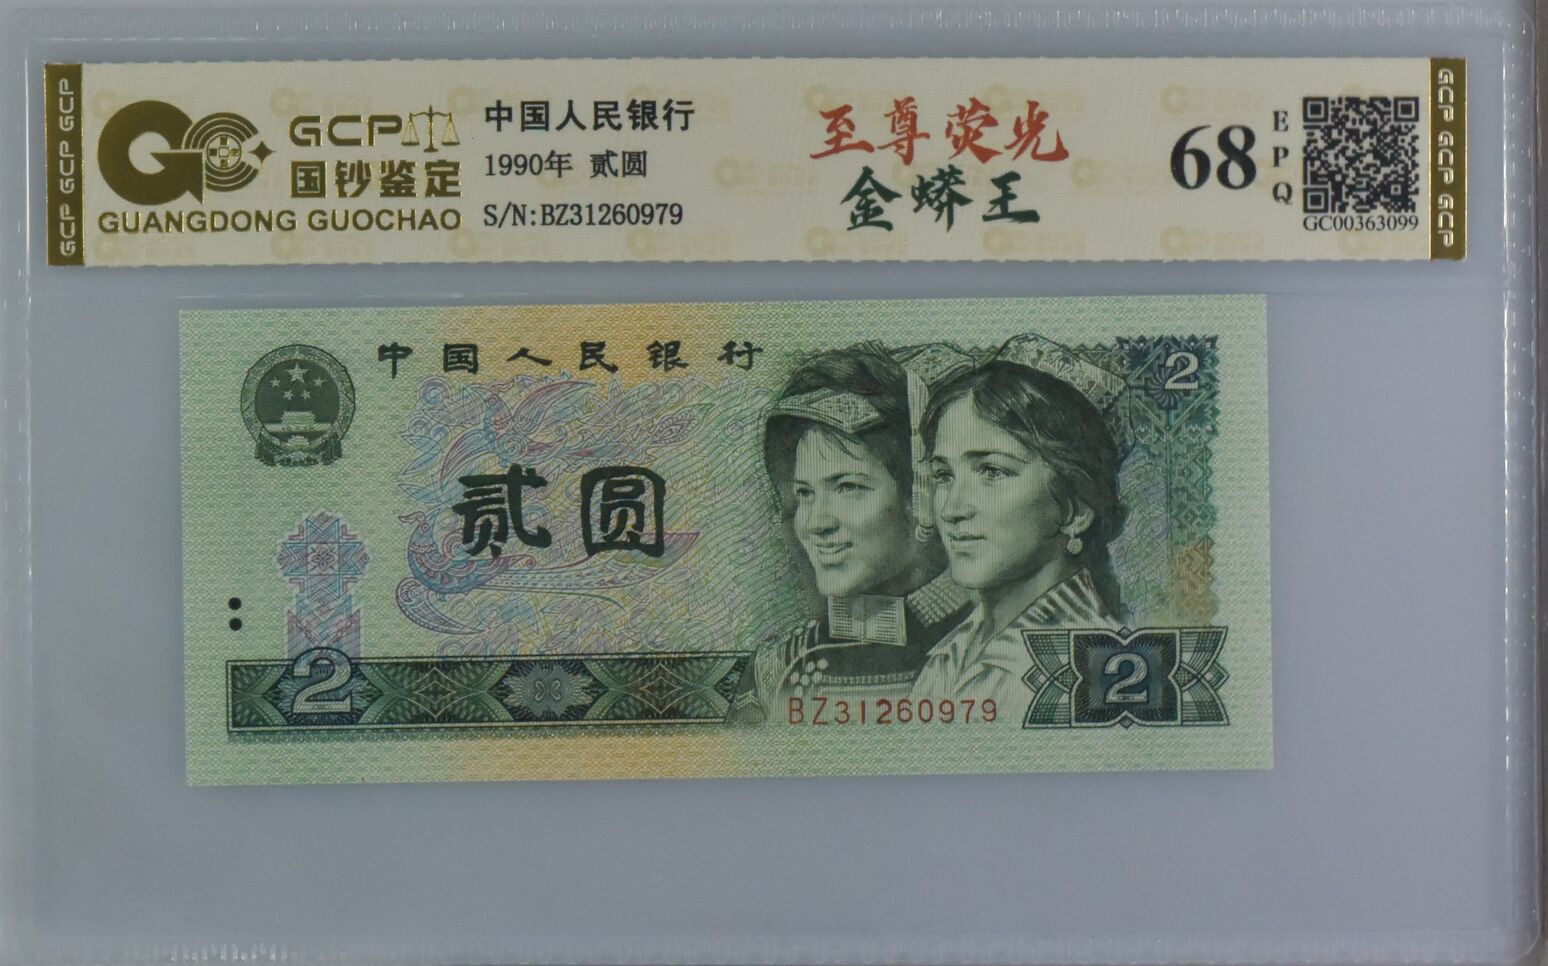 GCP GCP GCP
GCP
国钞鉴定
GUANGDONG GUOCHAO
中国人民银行
1990年 贰圆
S/N:BZ31260979
至尊荧光
金蟒王
68
EPQ
GC00363099
GCP GCP GCP
中国人民银行
2
贰圆
2
BZ31260979
2